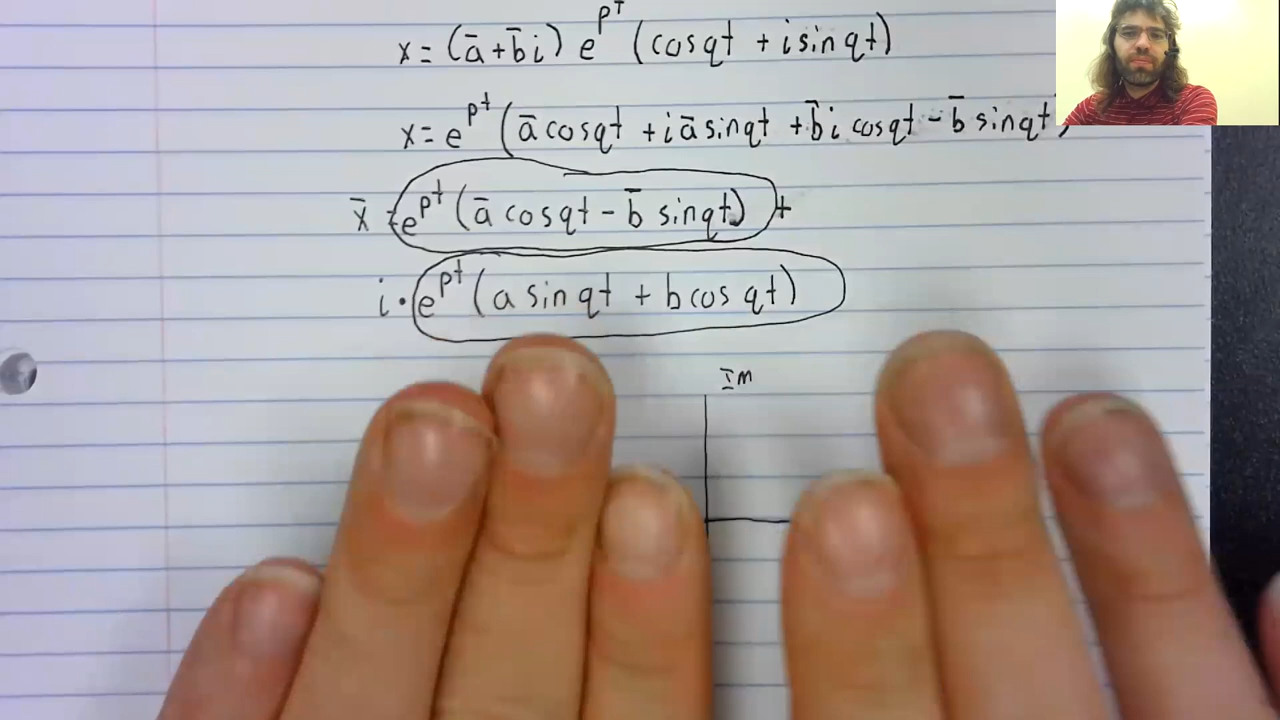 x = (ā + b̄ i) e^{pt} (cos qt + i sin qt)
x = e^{pt} (ā cos qt + i ā sin qt + b̄ i cos qt - b̄ sin qt)
x̄ = e^{pt} (ā cos qt - b̄ sin qt) +
i · e^{pt} (a sin qt + b cos qt)
Im